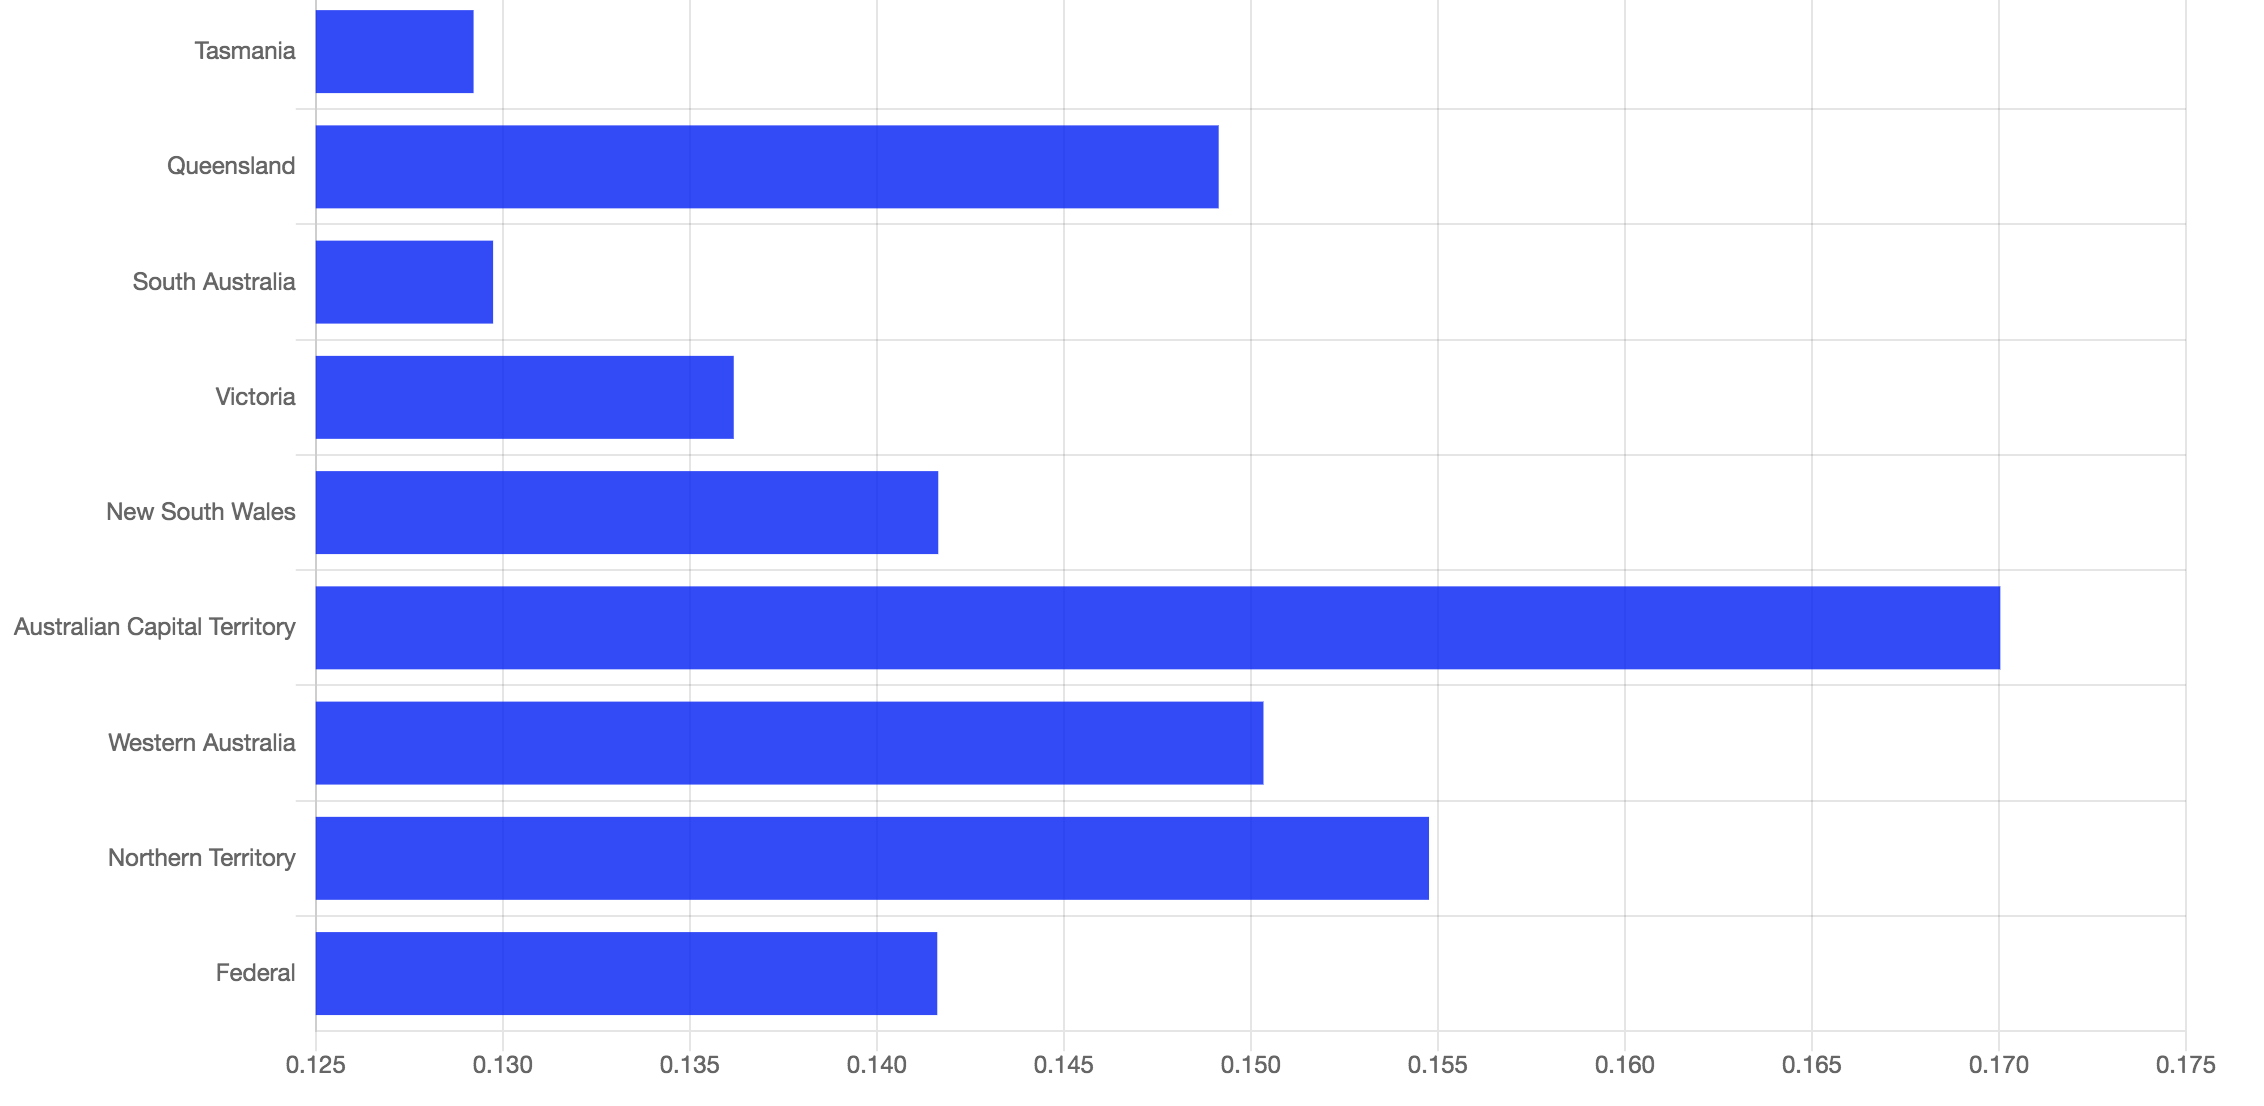 Tasmania
Queensland
South Australia
Victoria
New South Wales
Australian Capital Territory
Western Australia
Northern Territory
Federal
0.125 0.130 0.135 0.140 0.145 0.150 0.155 0.160 0.165 0.170 0.175